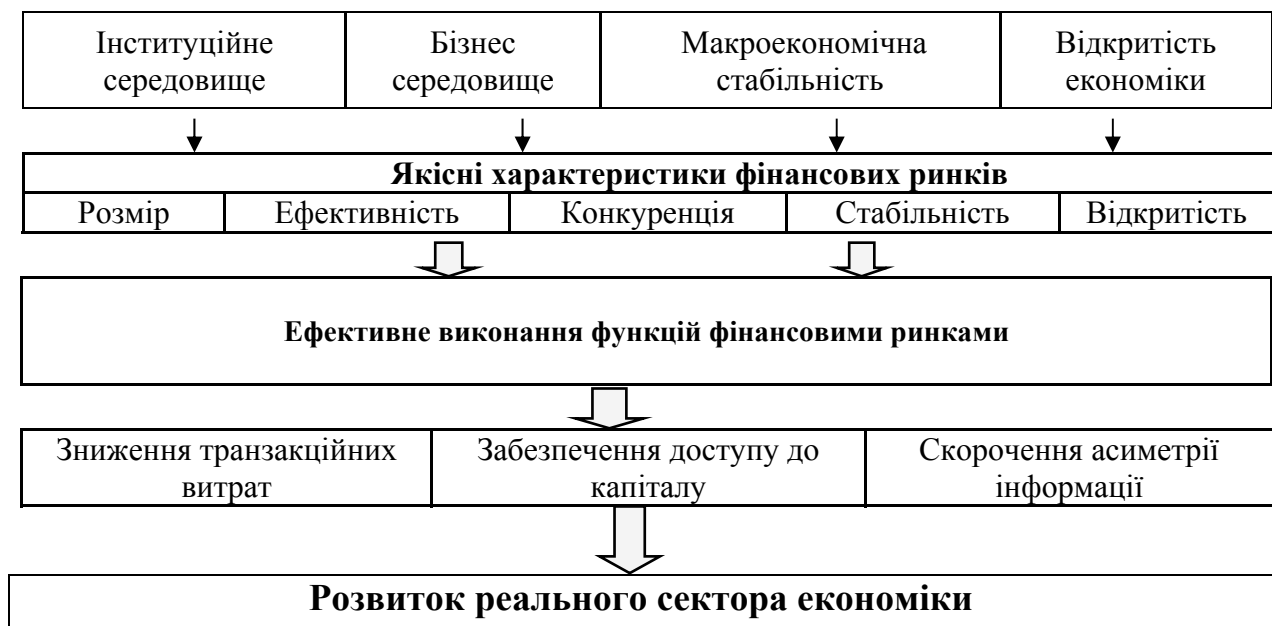 Інституційне
середовище
Бізнес
середовище
Макроекономічна
стабільність
Відкритість
економіки
Якісні характеристики фінансових ринків
Розмір
Ефективність
Конкуренція
Стабільність
Відкритість
Ефективне виконання функцій фінансовими ринками
Зниження транзакційних
витрат
Забезпечення доступу до
капіталу
Скорочення асиметрії
інформації
Розвиток реального сектора економіки